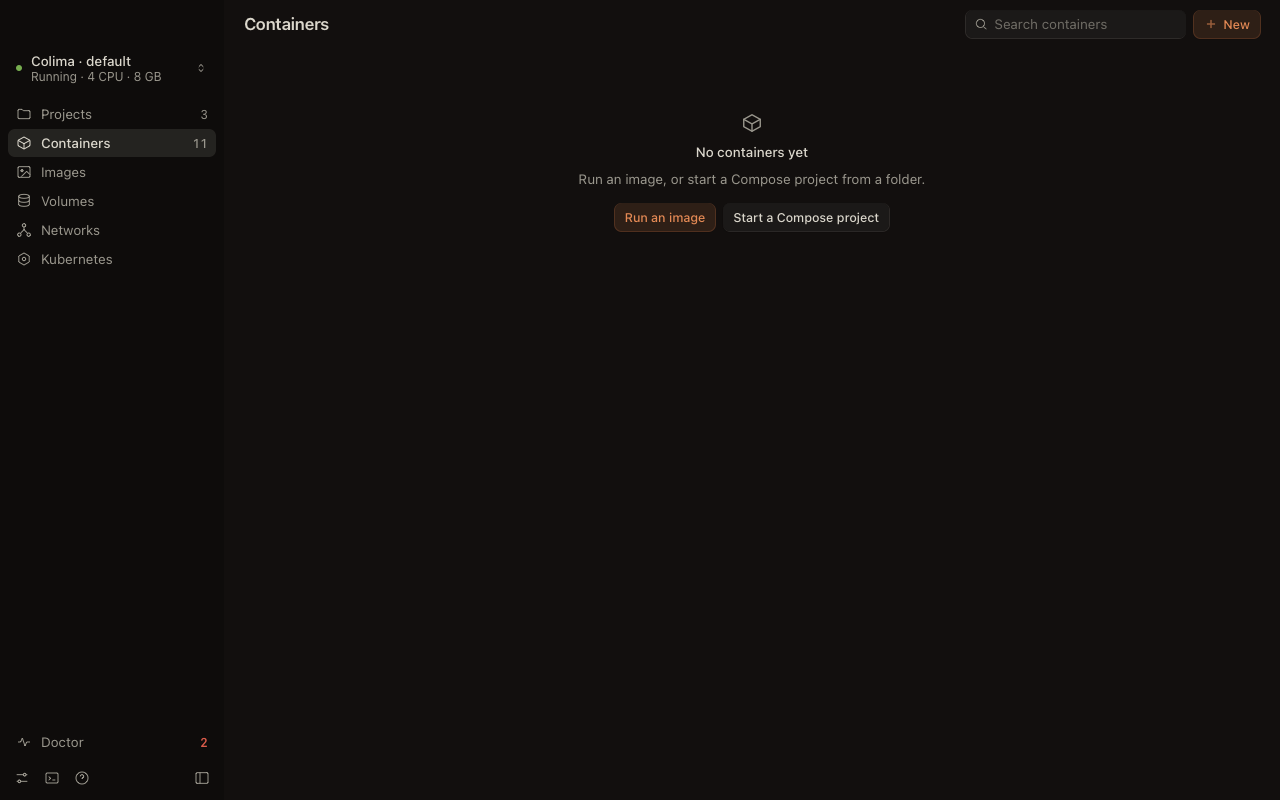 Containers
Search containers
New
Colima · default
Running · 4 CPU · 8 GB
Projects 3
Containers 11
Images
Volumes
Networks
Kubernetes
No containers yet
Run an image, or start a Compose project from a folder.
Run an image
Start a Compose project
Doctor 2